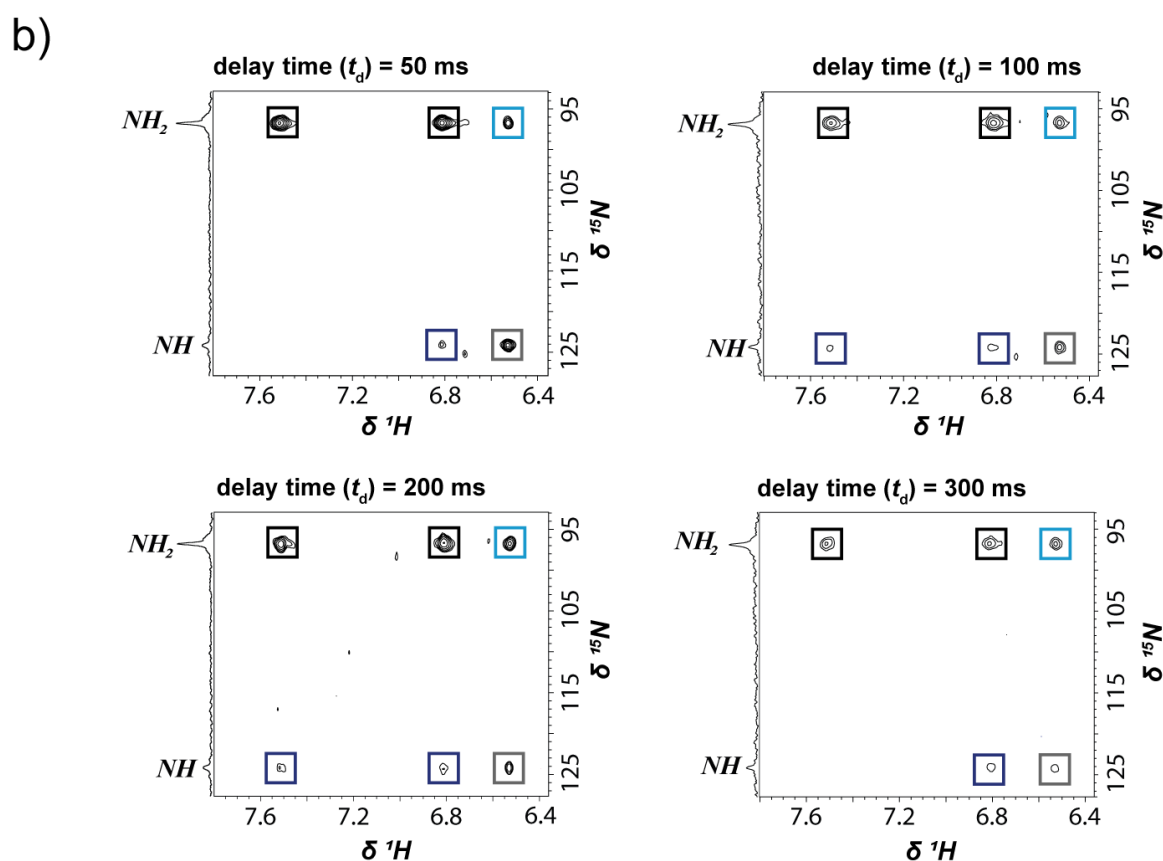 b)
delay time (t_d) = 50 ms
NH₂
NH
95
105
115
125
δ ¹⁵N
7.6 7.2 6.8 6.4
δ ¹H
delay time (t_d) = 100 ms
NH₂
NH
95
105
115
125
δ ¹⁵N
7.6 7.2 6.8 6.4
δ ¹H
delay time (t_d) = 200 ms
NH₂
NH
95
105
115
125
δ ¹⁵N
7.6 7.2 6.8 6.4
δ ¹H
delay time (t_d) = 300 ms
NH₂
NH
95
105
115
125
δ ¹⁵N
7.6 7.2 6.8 6.4
δ ¹H